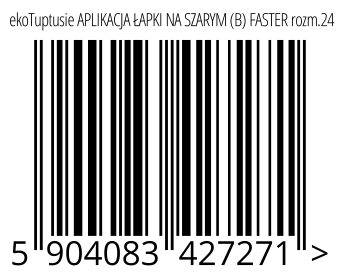 ekoTuptusie APLIKACJA ŁAPKI NA SZARYM (B) FASTER rozm.24
5 904083 427271 >